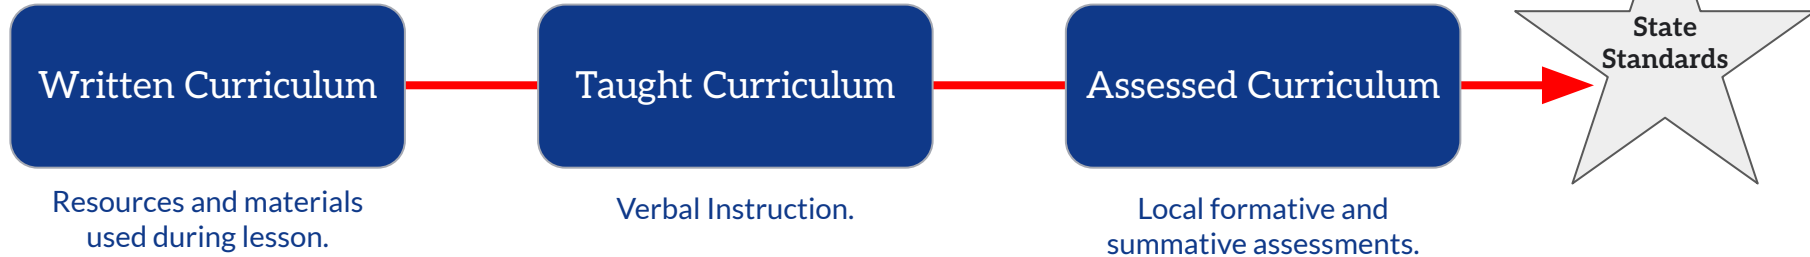 Written Curriculum
Taught Curriculum
Assessed Curriculum
State
Standards
Resources and materials
used during lesson.
Verbal Instruction.
Local formative and
summative assessments.